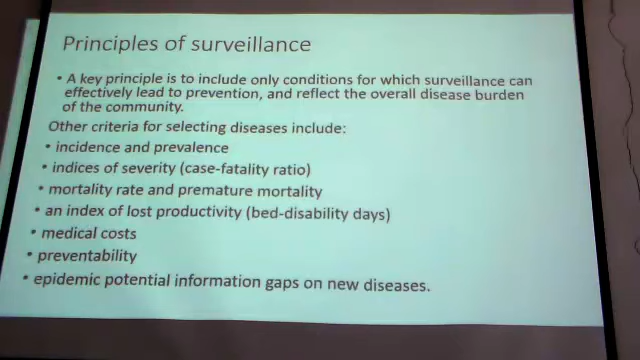 Principles of surveillance
• A key principle is to include only conditions for which surveillance can
effectively lead to prevention, and reflect the overall disease burden
of the community.
Other criteria for selecting diseases include:
• incidence and prevalence
• indices of severity (case-fatality ratio)
• mortality rate and premature mortality
• an index of lost productivity (bed-disability days)
• medical costs
• preventability
• epidemic potential information gaps on new diseases.